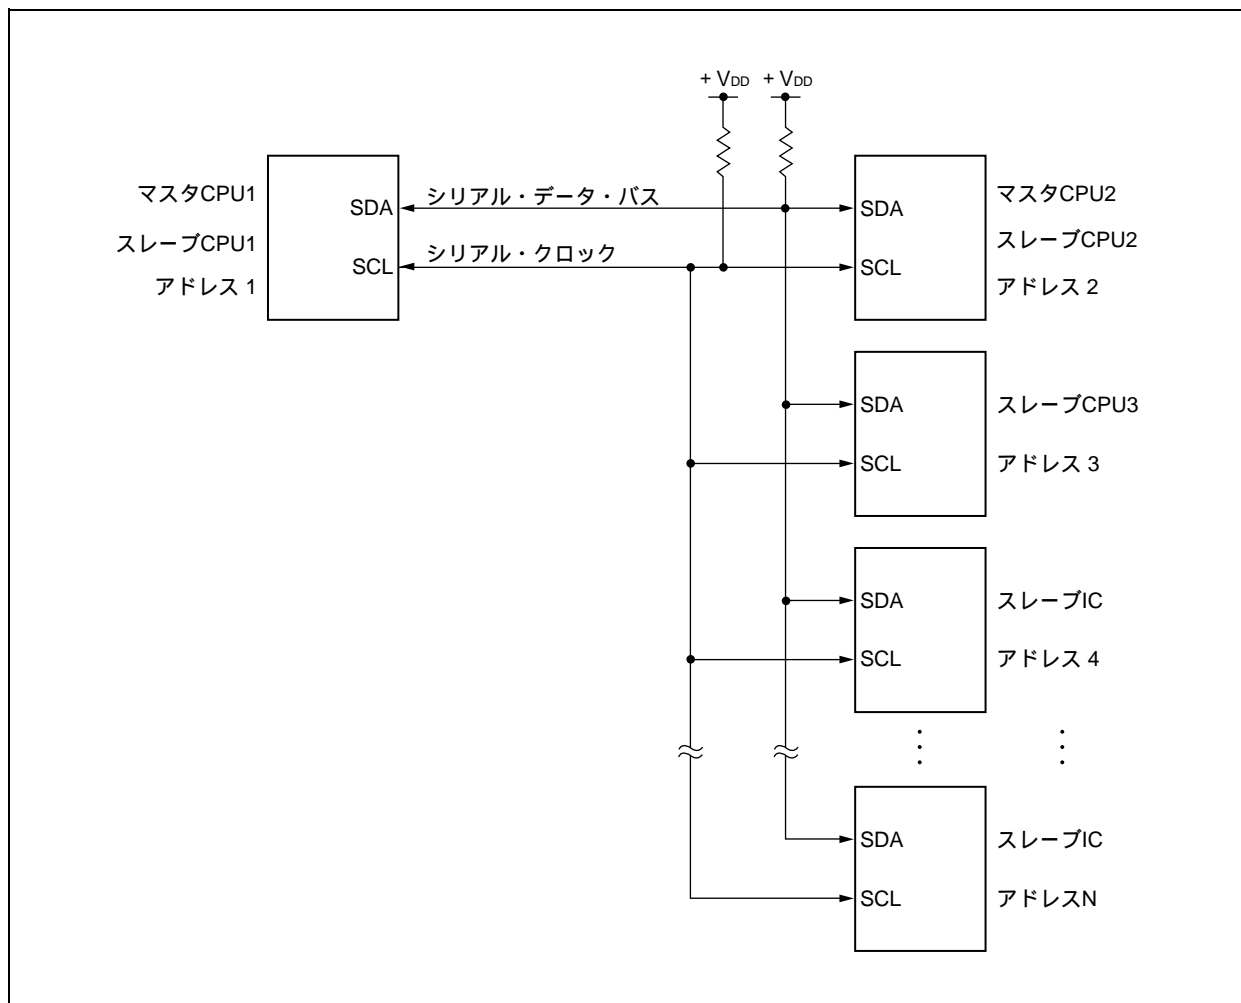 + VDD + VDD
マスタCPU1
スレーブCPU1
アドレス 1
SDA
SCL
シリアル・データ・バス
シリアル・クロック
SDA
SCL
マスタCPU2
スレーブCPU2
アドレス 2
SDA
SCL
スレーブCPU3
アドレス 3
SDA
SCL
スレーブIC
アドレス 4
SDA
SCL
スレーブIC
アドレスN